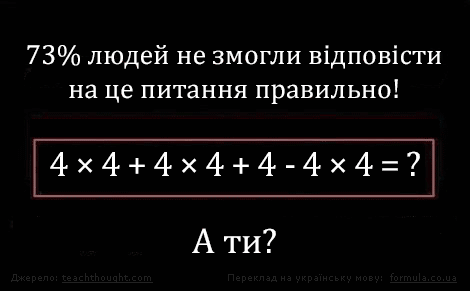 73% людей не змогли відповісти
на це питання правильно!
4 × 4 + 4 × 4 + 4 - 4 × 4 = ?
А ти?
Джерело: teachthought.com Переклад на українську мову: formula.co.ua